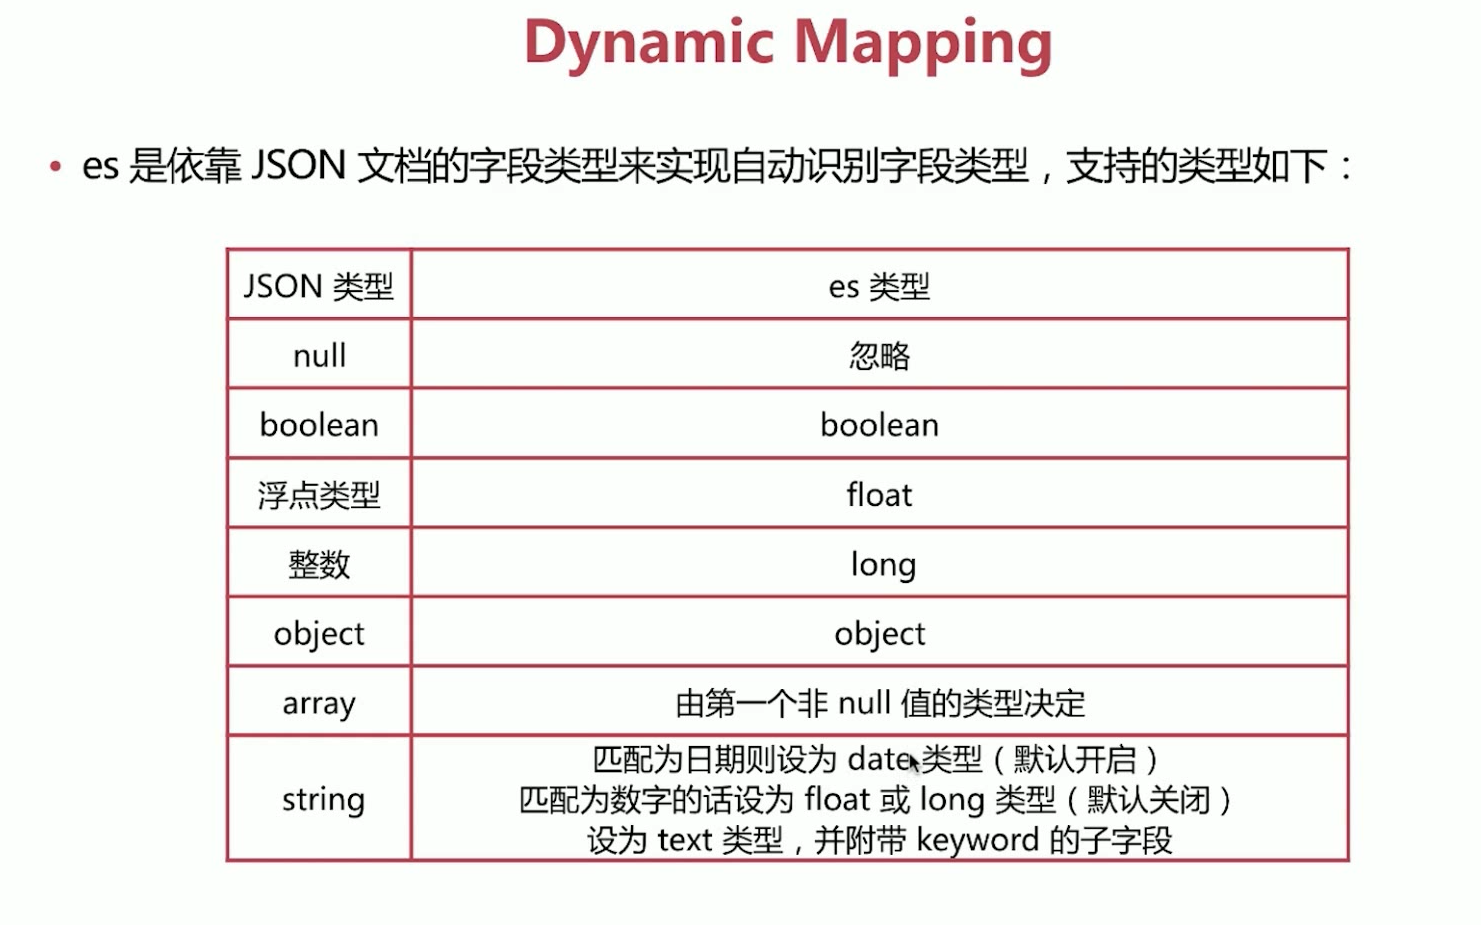 Dynamic Mapping
• es 是依靠 JSON 文档的字段类型来实现自动识别字段类型，支持的类型如下：
JSON 类型
es 类型
null
忽略
boolean
boolean
浮点类型
float
整数
long
object
object
array
由第一个非 null 值的类型决定
string
匹配为日期则设为 date 类型（默认开启）
匹配为数字的话设为 float 或 long 类型（默认关闭）
设为 text 类型，并附带 keyword 的子字段